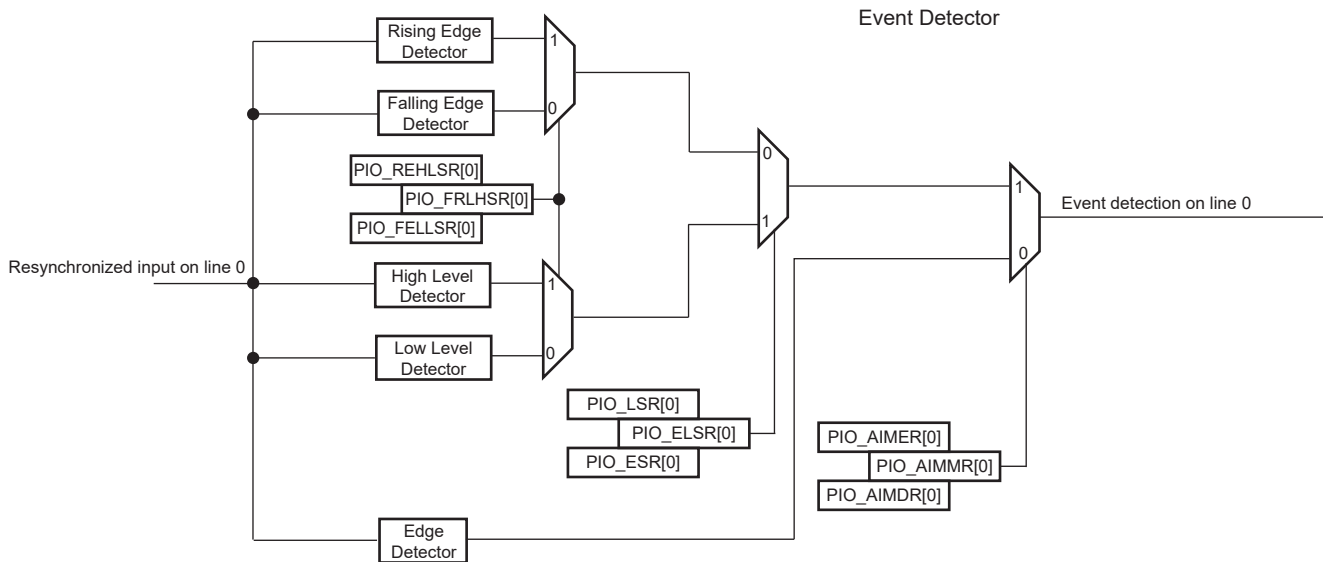 Event Detector
Rising Edge
Detector
1
Falling Edge
Detector
0
PIO_REHLSR[0]
PIO_FRLHSR[0]
PIO_FELLSR[0]
0
1
1
0
Event detection on line 0
Resynchronized input on line 0
High Level
Detector
1
Low Level
Detector
0
PIO_LSR[0]
PIO_ELSR[0]
PIO_ESR[0]
PIO_AIMER[0]
PIO_AIMMR[0]
PIO_AIMDR[0]
Edge
Detector